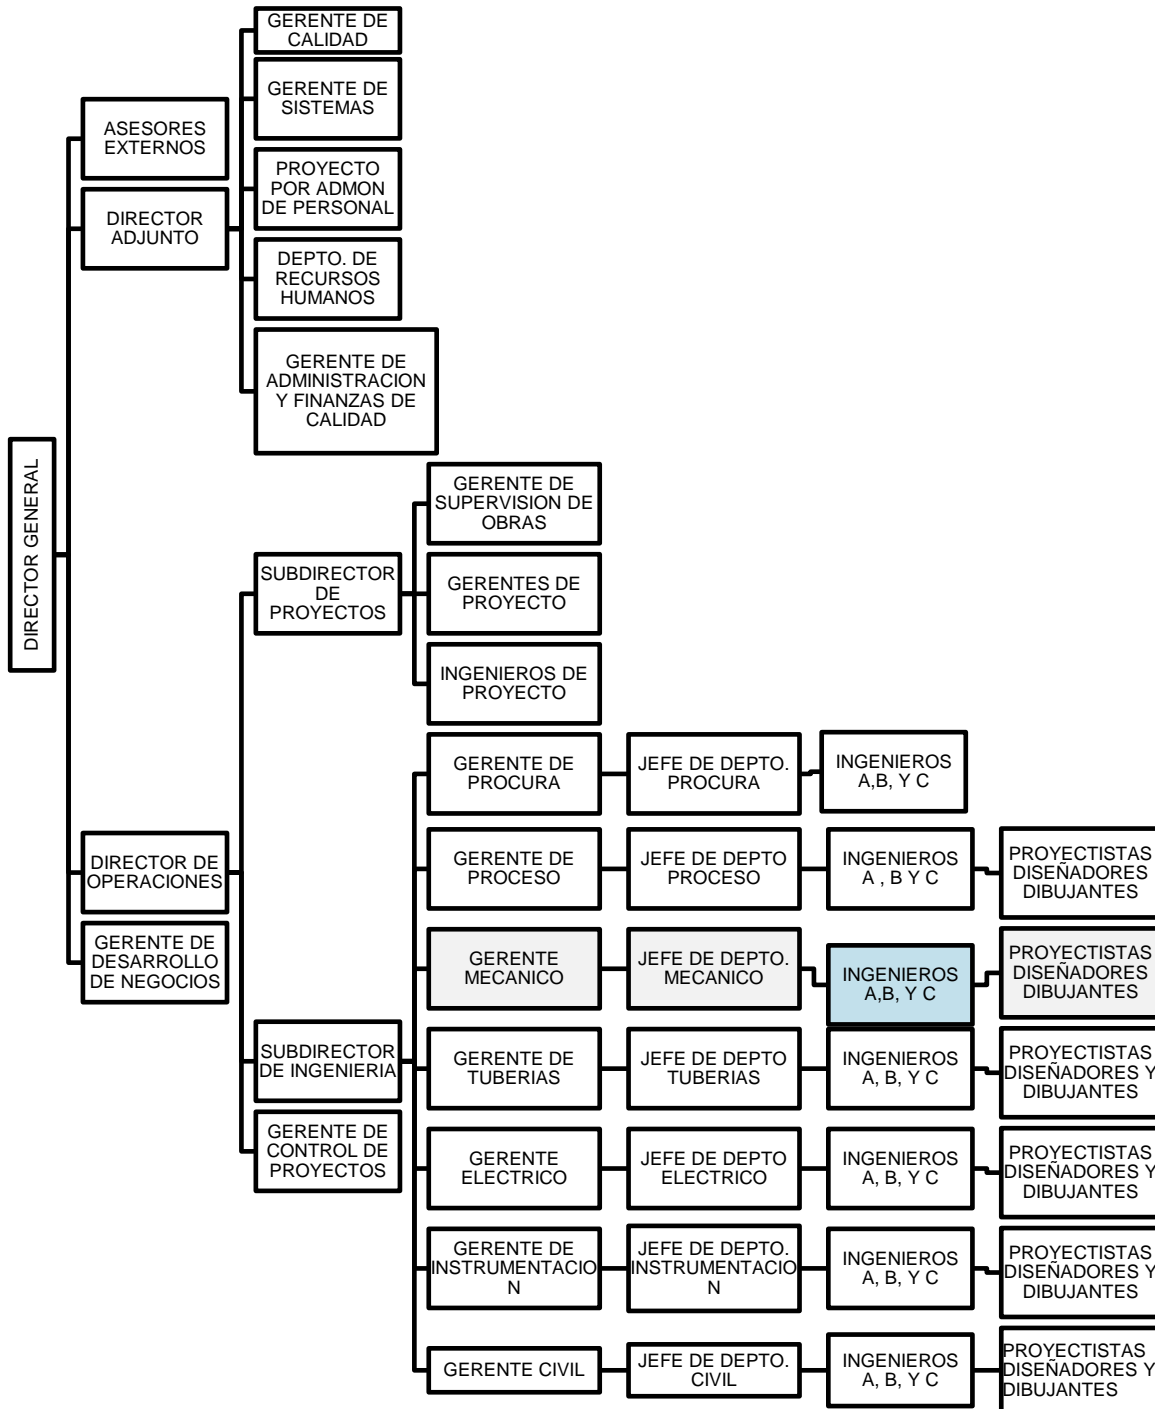 GERENTE DE
CALIDAD
GERENTE DE
SISTEMAS
ASESORES
EXTERNOS
PROYECTO
POR ADMON
DE PERSONAL
DIRECTOR
ADJUNTO
DEPTO. DE
RECURSOS
HUMANOS
GERENTE DE
ADMINISTRACION
Y FINANZAS DE
CALIDAD
DIRECTOR GENERAL
GERENTE DE
SUPERVISION DE
OBRAS
SUBDIRECTOR
DE
PROYECTOS
GERENTES DE
PROYECTO
INGENIEROS DE
PROYECTO
GERENTE DE
PROCURA
JEFE DE DEPTO.
PROCURA
INGENIEROS
A,B, Y C
DIRECTOR DE
OPERACIONES
GERENTE DE
PROCESO
JEFE DE DEPTO
PROCESO
INGENIEROS
A , B Y C
PROYECTISTAS
DISEÑADORES
DIBUJANTES
GERENTE DE
DESARROLLO
DE NEGOCIOS
GERENTE
MECANICO
JEFE DE DEPTO.
MECANICO
INGENIEROS
A,B, Y C
PROYECTISTAS
DISEÑADORES
DIBUJANTES
SUBDIRECTOR
DE INGENIERIA
GERENTE DE
TUBERIAS
JEFE DE DEPTO
TUBERIAS
INGENIEROS
A, B, Y C
PROYECTISTAS
DISEÑADORES Y
DIBUJANTES
GERENTE DE
CONTROL DE
PROYECTOS
GERENTE
ELECTRICO
JEFE DE DEPTO
ELECTRICO
INGENIEROS
A, B, Y C
PROYECTISTAS
DISEÑADORES Y
DIBUJANTES
GERENTE DE
INSTRUMENTACIO
N
JEFE DE DEPTO.
INSTRUMENTACIO
N
INGENIEROS
A, B, Y C
PROYECTISTAS
DISEÑADORES Y
DIBUJANTES
GERENTE CIVIL
JEFE DE DEPTO.
CIVIL
INGENIEROS
A, B, Y C
PROYECTISTAS
DISEÑADORES Y
DIBUJANTES